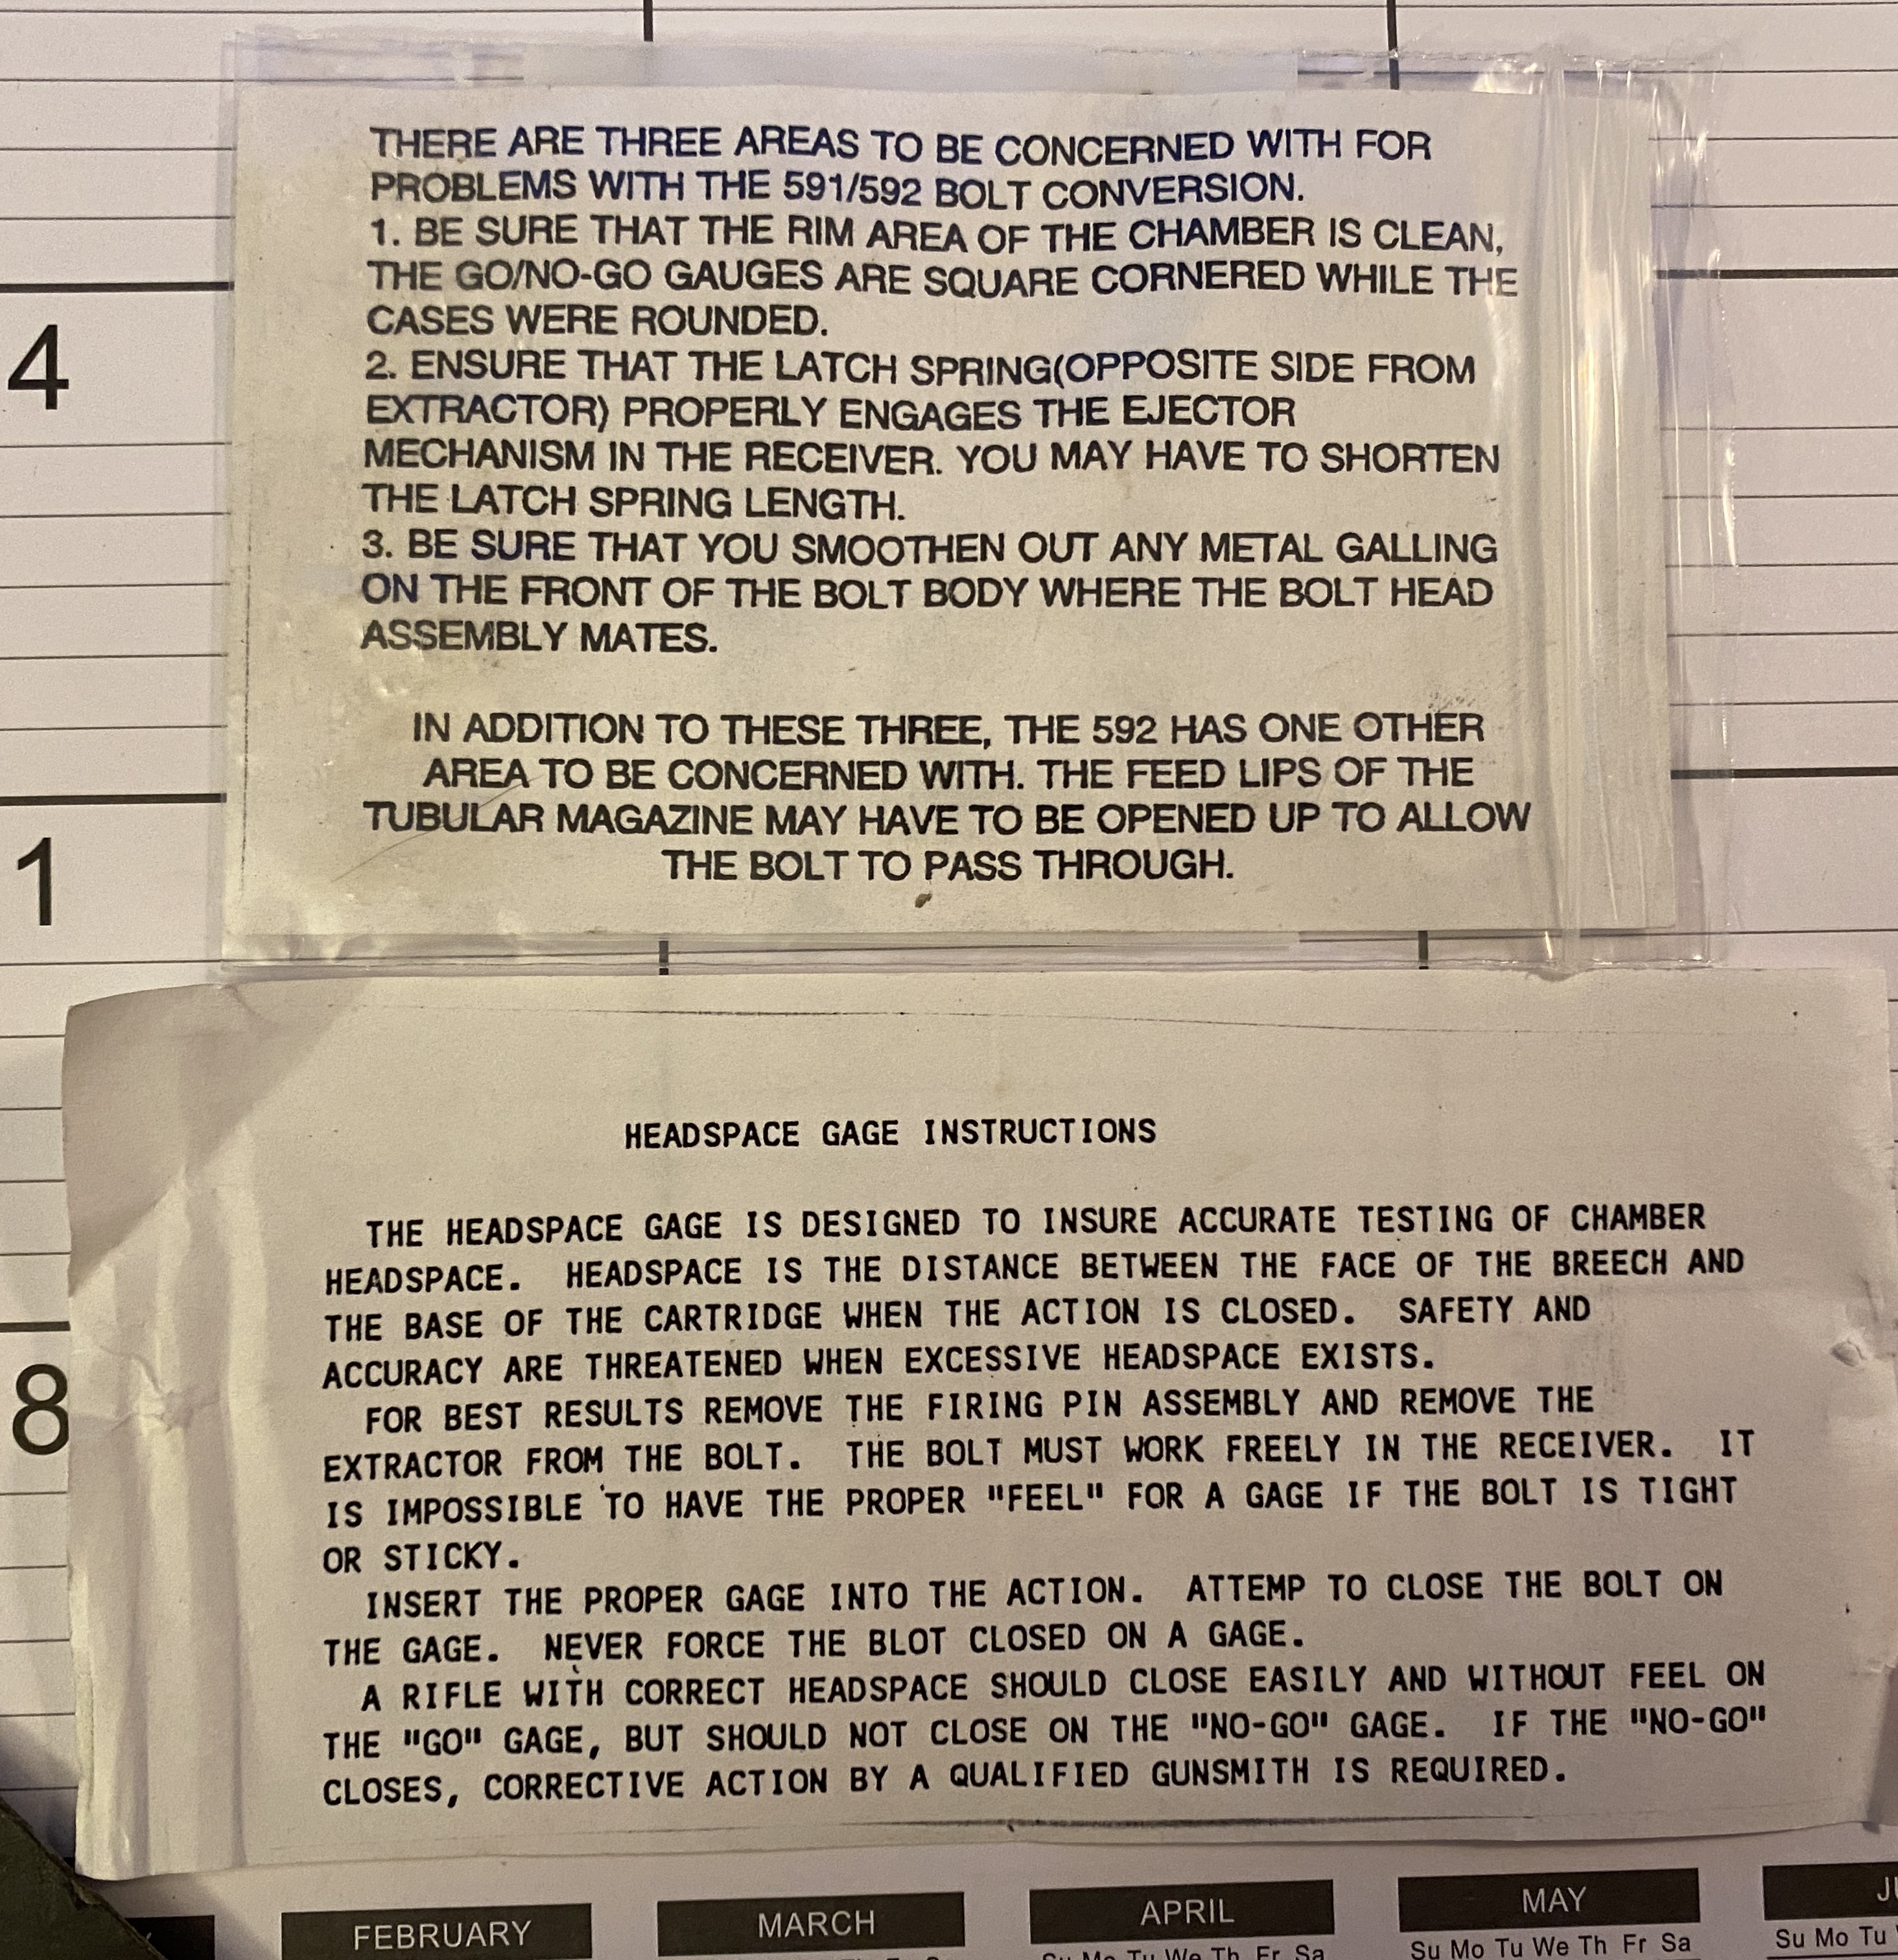 THERE ARE THREE AREAS TO BE CONCERNED WITH FOR
PROBLEMS WITH THE 591/592 BOLT CONVERSION.
1. BE SURE THAT THE RIM AREA OF THE CHAMBER IS CLEAN,
THE GO/NO-GO GAUGES ARE SQUARE CORNERED WHILE THE
CASES WERE ROUNDED.
2. ENSURE THAT THE LATCH SPRING(OPPOSITE SIDE FROM
EXTRACTOR) PROPERLY ENGAGES THE EJECTOR
MECHANISM IN THE RECEIVER. YOU MAY HAVE TO SHORTEN
THE LATCH SPRING LENGTH.
3. BE SURE THAT YOU SMOOTHEN OUT ANY METAL GALLING
ON THE FRONT OF THE BOLT BODY WHERE THE BOLT HEAD
ASSEMBLY MATES.
IN ADDITION TO THESE THREE, THE 592 HAS ONE OTHER
AREA TO BE CONCERNED WITH. THE FEED LIPS OF THE
TUBULAR MAGAZINE MAY HAVE TO BE OPENED UP TO ALLOW
THE BOLT TO PASS THROUGH.
4
1
8
HEADSPACE GAGE INSTRUCTIONS
THE HEADSPACE GAGE IS DESIGNED TO INSURE ACCURATE TESTING OF CHAMBER
HEADSPACE. HEADSPACE IS THE DISTANCE BETWEEN THE FACE OF THE BREECH AND
THE BASE OF THE CARTRIDGE WHEN THE ACTION IS CLOSED. SAFETY AND
ACCURACY ARE THREATENED WHEN EXCESSIVE HEADSPACE EXISTS.
FOR BEST RESULTS REMOVE THE FIRING PIN ASSEMBLY AND REMOVE THE
EXTRACTOR FROM THE BOLT. THE BOLT MUST WORK FREELY IN THE RECEIVER. IT
IS IMPOSSIBLE TO HAVE THE PROPER "FEEL" FOR A GAGE IF THE BOLT IS TIGHT
OR STICKY.
INSERT THE PROPER GAGE INTO THE ACTION. ATTEMP TO CLOSE THE BOLT ON
THE GAGE. NEVER FORCE THE BLOT CLOSED ON A GAGE.
A RIFLE WITH CORRECT HEADSPACE SHOULD CLOSE EASILY AND WITHOUT FEEL ON
THE "GO" GAGE, BUT SHOULD NOT CLOSE ON THE "NO-GO" GAGE. IF THE "NO-GO"
CLOSES, CORRECTIVE ACTION BY A QUALIFIED GUNSMITH IS REQUIRED.
FEBRUARY MARCH APRIL MAY
Su Mo Tu We Th Fr Sa Su Mo Tu We Th Fr Sa Su Mo Tu